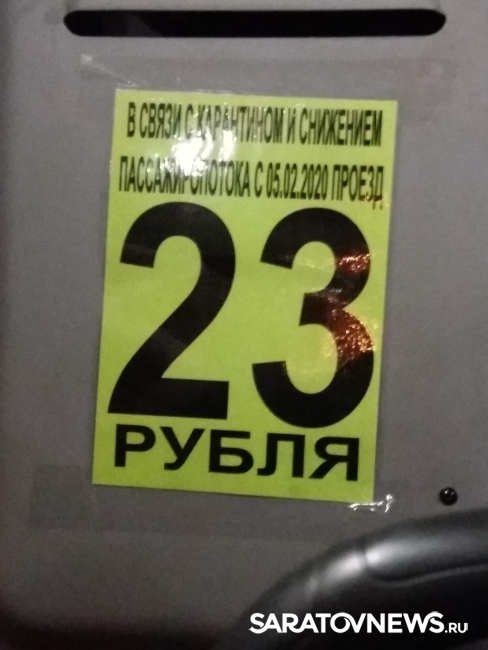 В СВЯЗИ С КАРАНТИНОМ И СНИЖЕНИЕМ
ПАССАЖИРОПОТОКА С 05.02.2020 ПРОЕЗД
23
РУБЛЯ
SARATOVNEWS.RU